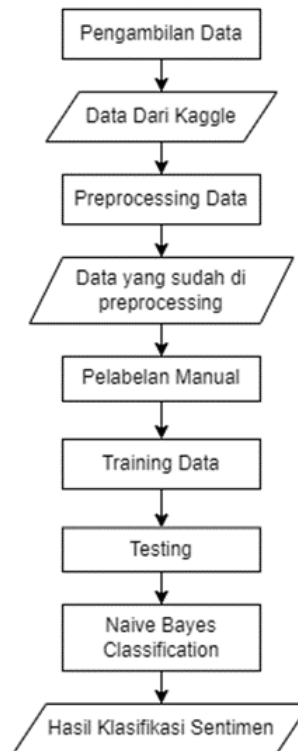 Pengambilan Data
Data Dari Kaggle
Preprocessing Data
Data yang sudah di
preprocessing
Pelabelan Manual
Training Data
Testing
Naive Bayes
Classification
Hasil Klasifikasi Sentimen